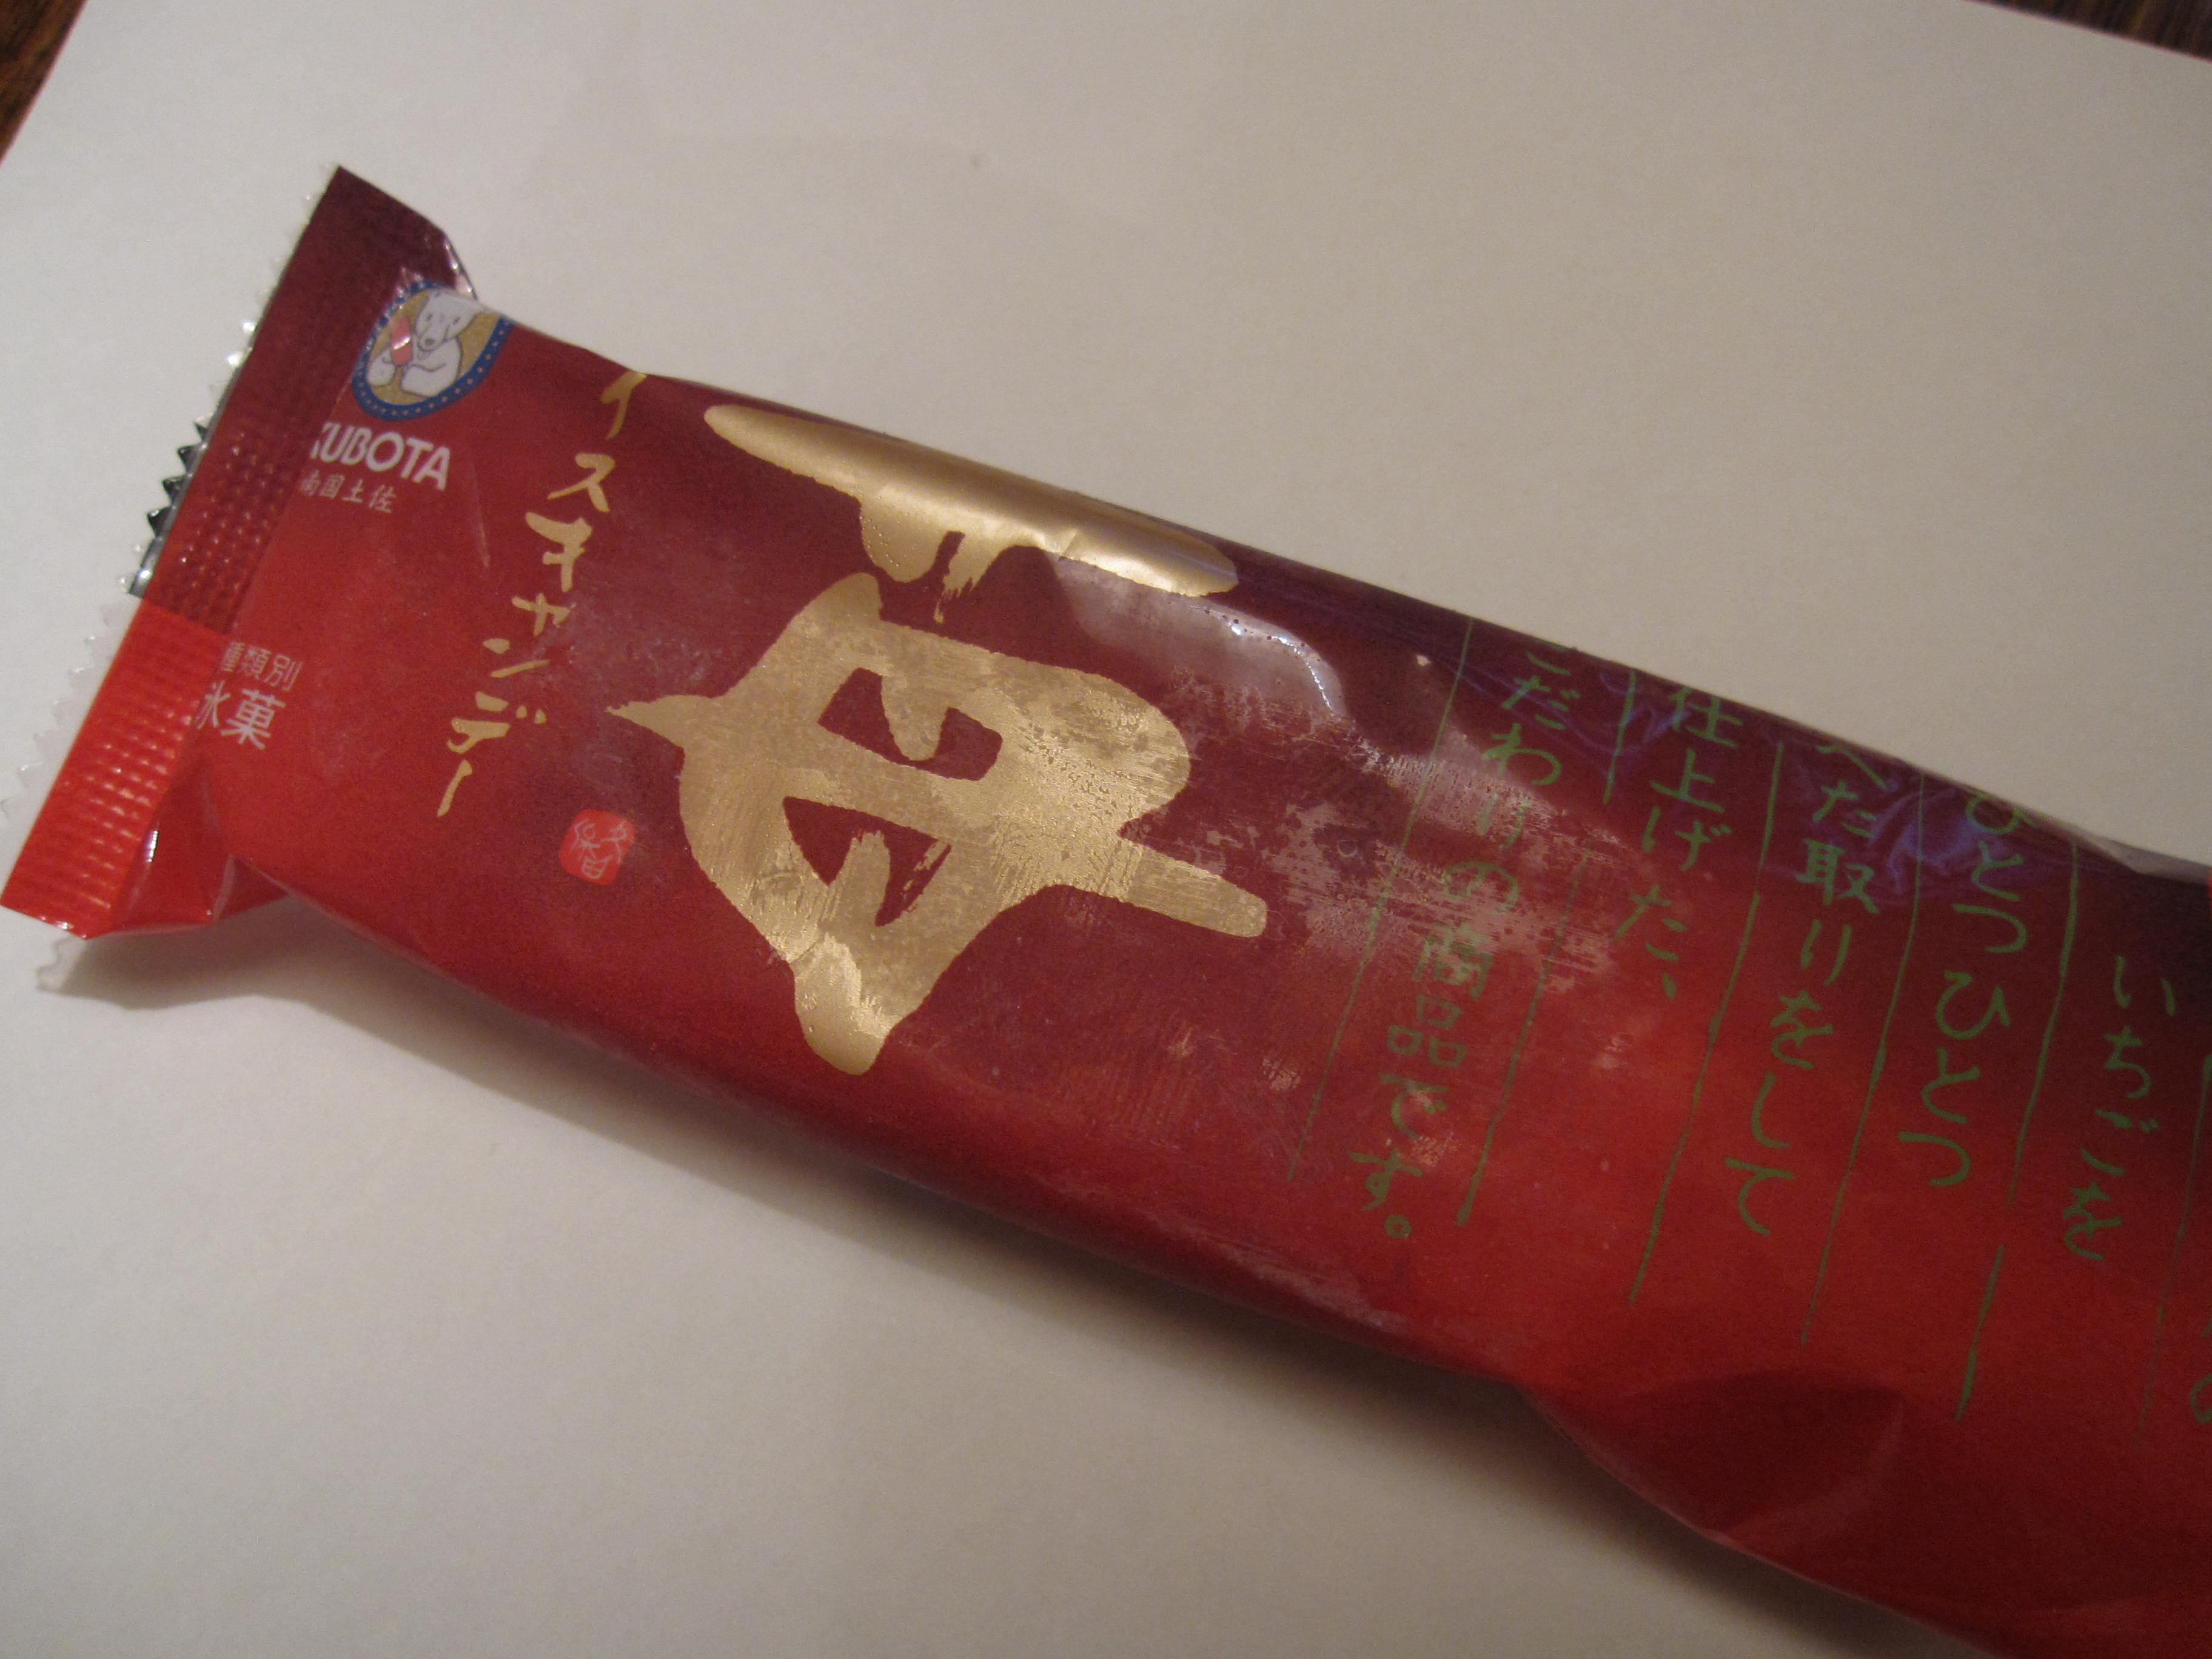 KUBOTA
南国土佐
種類別
氷菓
イスキャンデー
苺
の
いちごを
ひとつひとつ
へた取りをして
仕上げた、
こだわりの商品です。